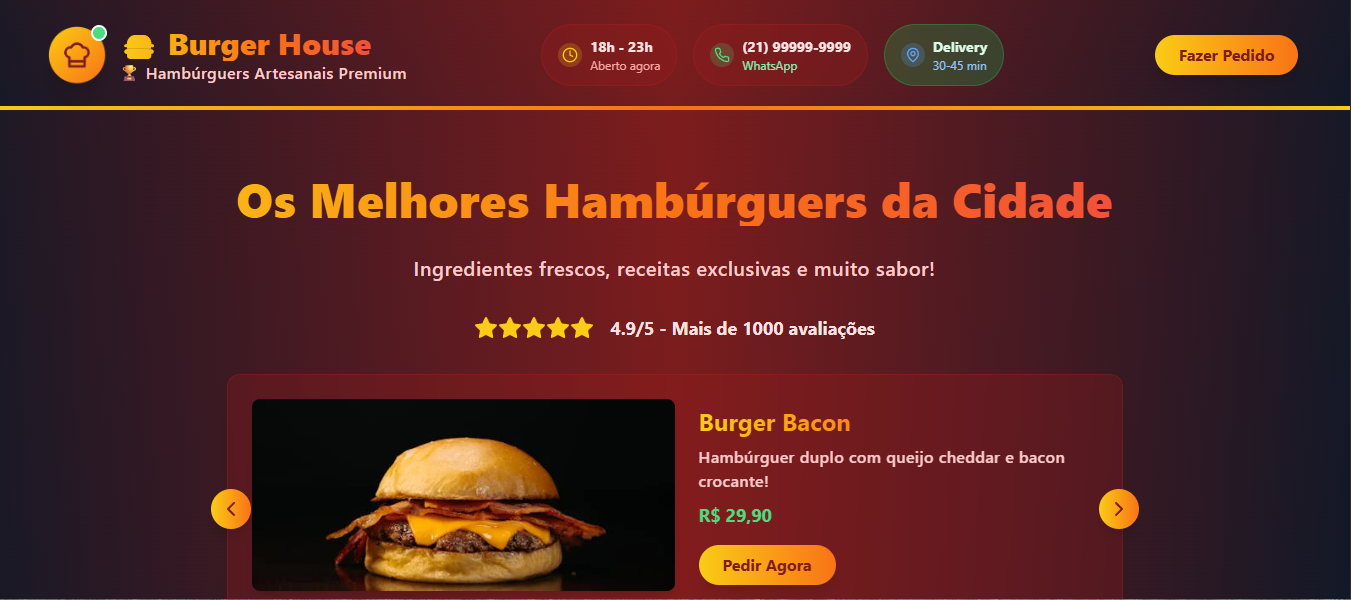 Burger House
Hambúrguers Artesanais Premium
18h - 23h
Aberto agora
(21) 99999-9999
WhatsApp
Delivery
30-45 min
Fazer Pedido
Os Melhores Hambúrguers da Cidade
Ingredientes frescos, receitas exclusivas e muito sabor!
4.9/5 - Mais de 1000 avaliações
Burger Bacon
Hambúrguer duplo com queijo cheddar e bacon
crocante!
R$ 29,90
Pedir Agora